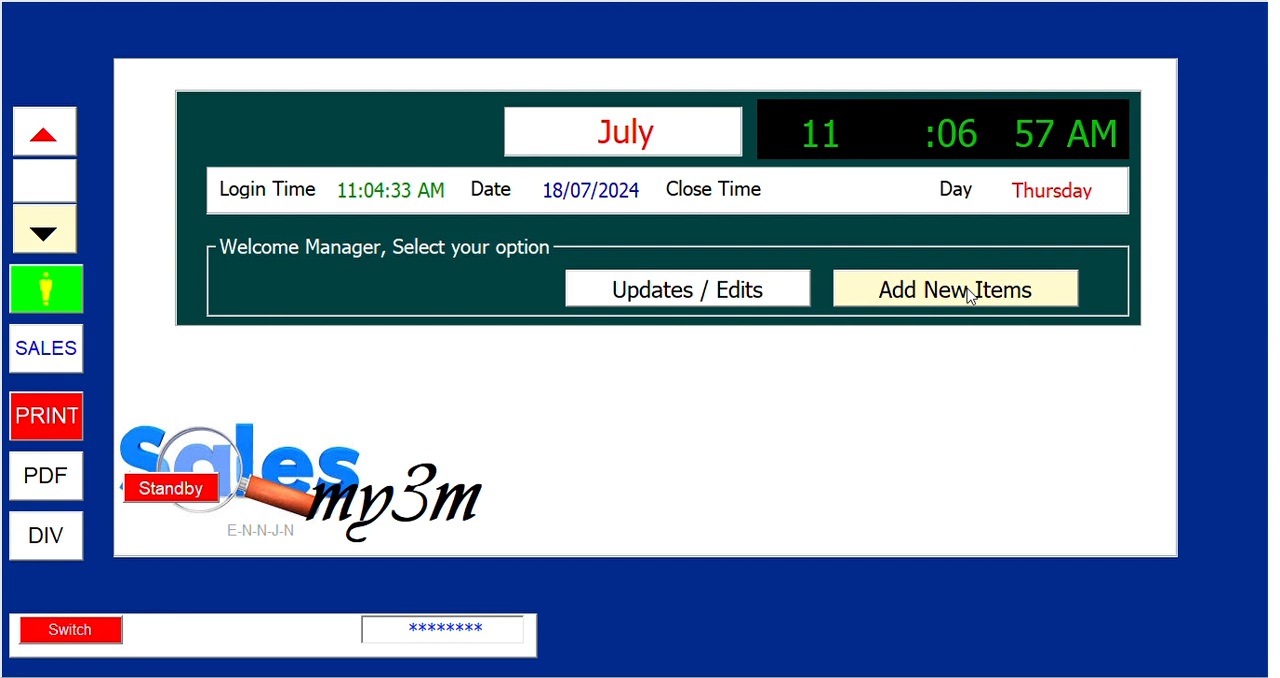 July
11 :06 57 AM
Login Time 11:04:33 AM Date 18/07/2024 Close Time Day Thursday
Welcome Manager, Select your option
Updates / Edits Add New Items
SALES
PRINT
PDF
DIV
Sales
Standby
my3m
E-N-N-J-N
Switch ********